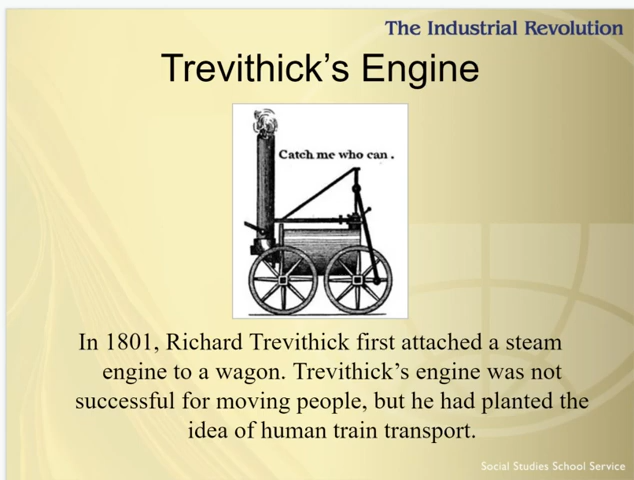 The Industrial Revolution
Trevithick’s Engine
Catch me who can.
In 1801, Richard Trevithick first attached a steam
engine to a wagon. Trevithick’s engine was not
successful for moving people, but he had planted the
idea of human train transport.
Social Studies School Service